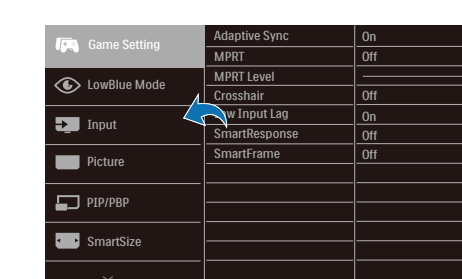 Game Setting
LowBlue Mode
Input
Picture
PIP/PBP
SmartSize
Adaptive Sync On
MPRT Off
MPRT Level
Crosshair Off
Input Lag On
SmartResponse Off
SmartFrame Off